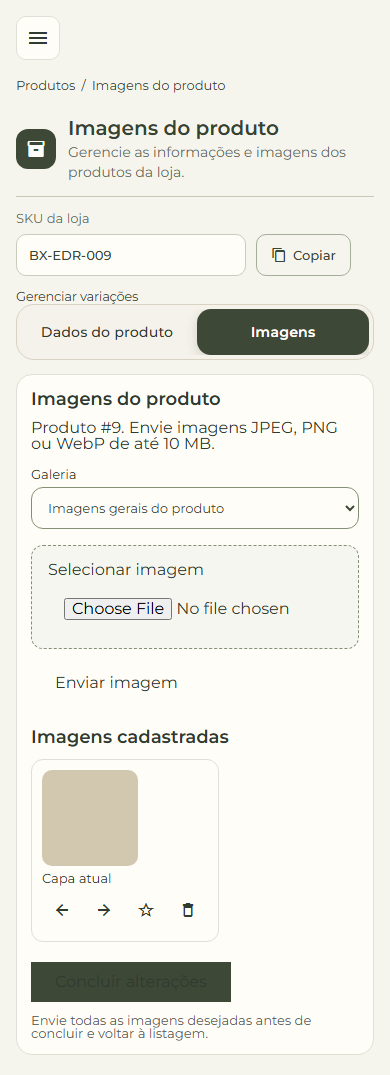 Produtos / Imagens do produto
Imagens do produto
Gerencie as informações e imagens dos
produtos da loja.
SKU da loja
BX-EDR-009
Copiar
Gerenciar variações
Dados do produto
Imagens
Imagens do produto
Produto #9. Envie imagens JPEG, PNG
ou WebP de até 10 MB.
Galeria
Imagens gerais do produto
Selecionar imagem
Choose File No file chosen
Enviar imagem
Imagens cadastradas
Capa atual
Concluir alterações
Envie todas as imagens desejadas antes de
concluir e voltar à listagem.